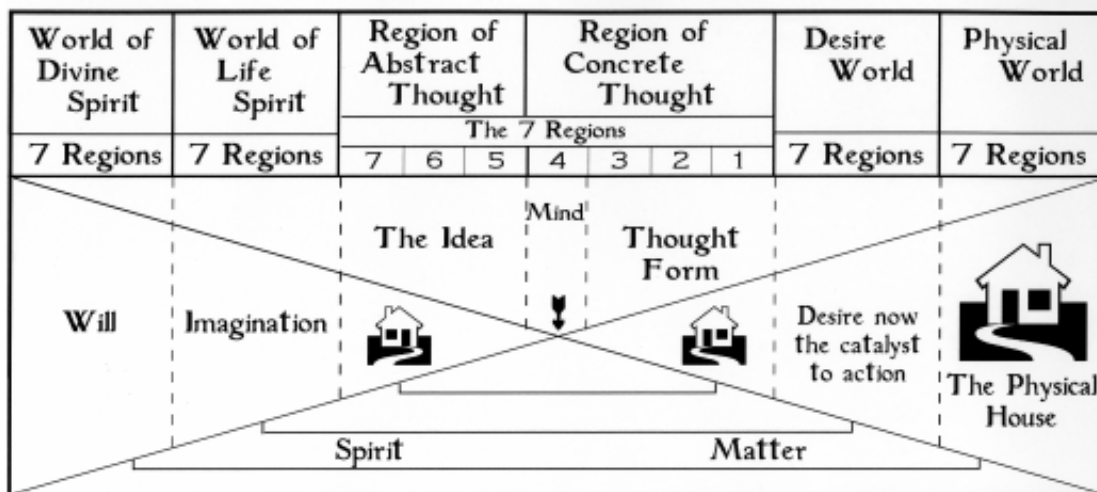 World of
Divine
Spirit
World of
Life
Spirit
Region of
Abstract
Thought
Region of
Concrete
Thought
Desire
World
Physical
World
The 7 Regions
7 Regions
7 Regions
7
6
5
4
3
2
1
7 Regions
7 Regions
Mind
The Idea
Thought
Form
Will
Imagination
Desire now
the catalyst
to action
The Physical
House
Spirit
Matter